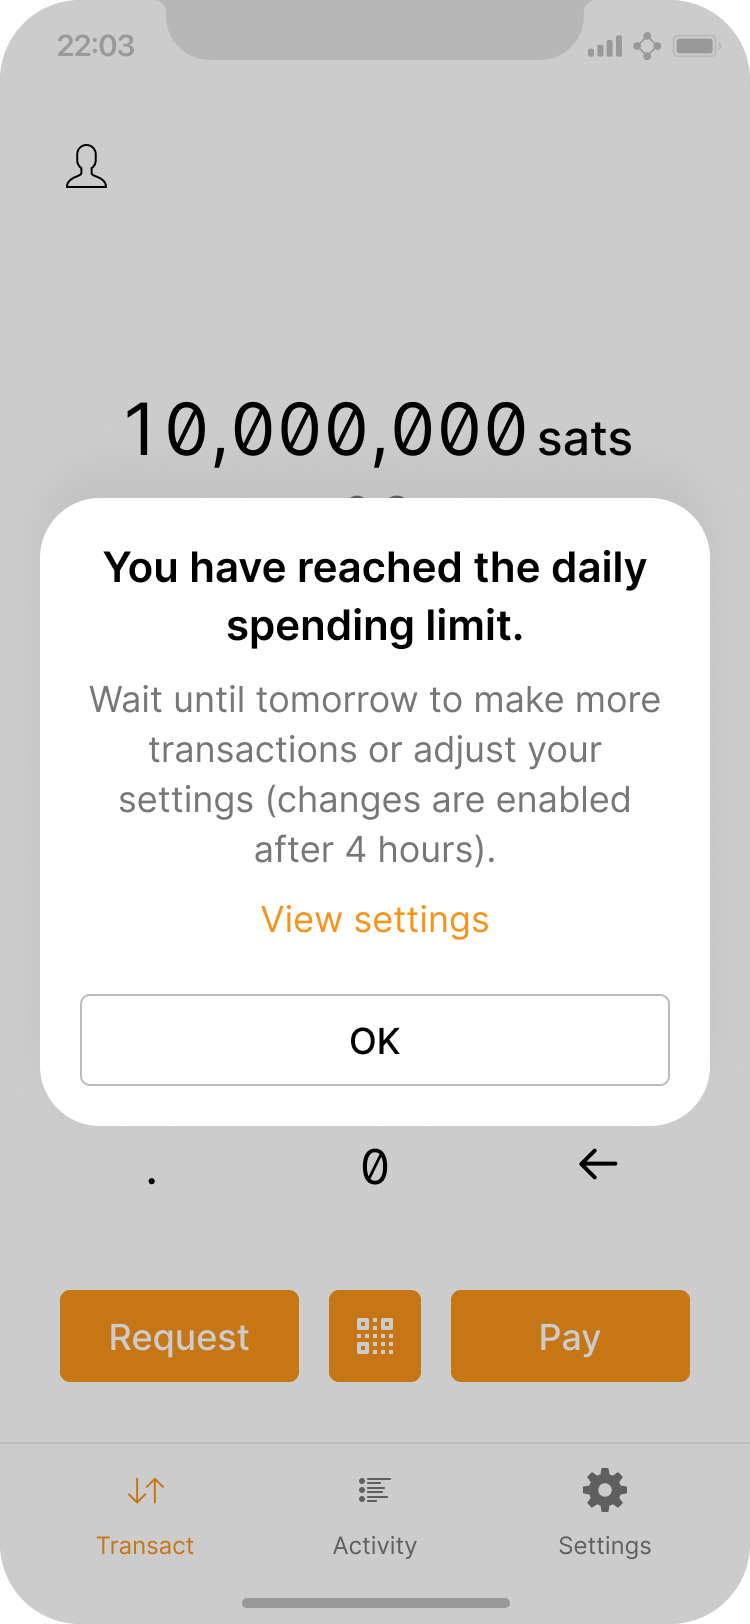 22:03
10,000,000 sats
You have reached the daily
spending limit.
Wait until tomorrow to make more
transactions or adjust your
settings (changes are enabled
after 4 hours).
View settings
OK
. 0 ←
Request Pay
Transact Activity Settings